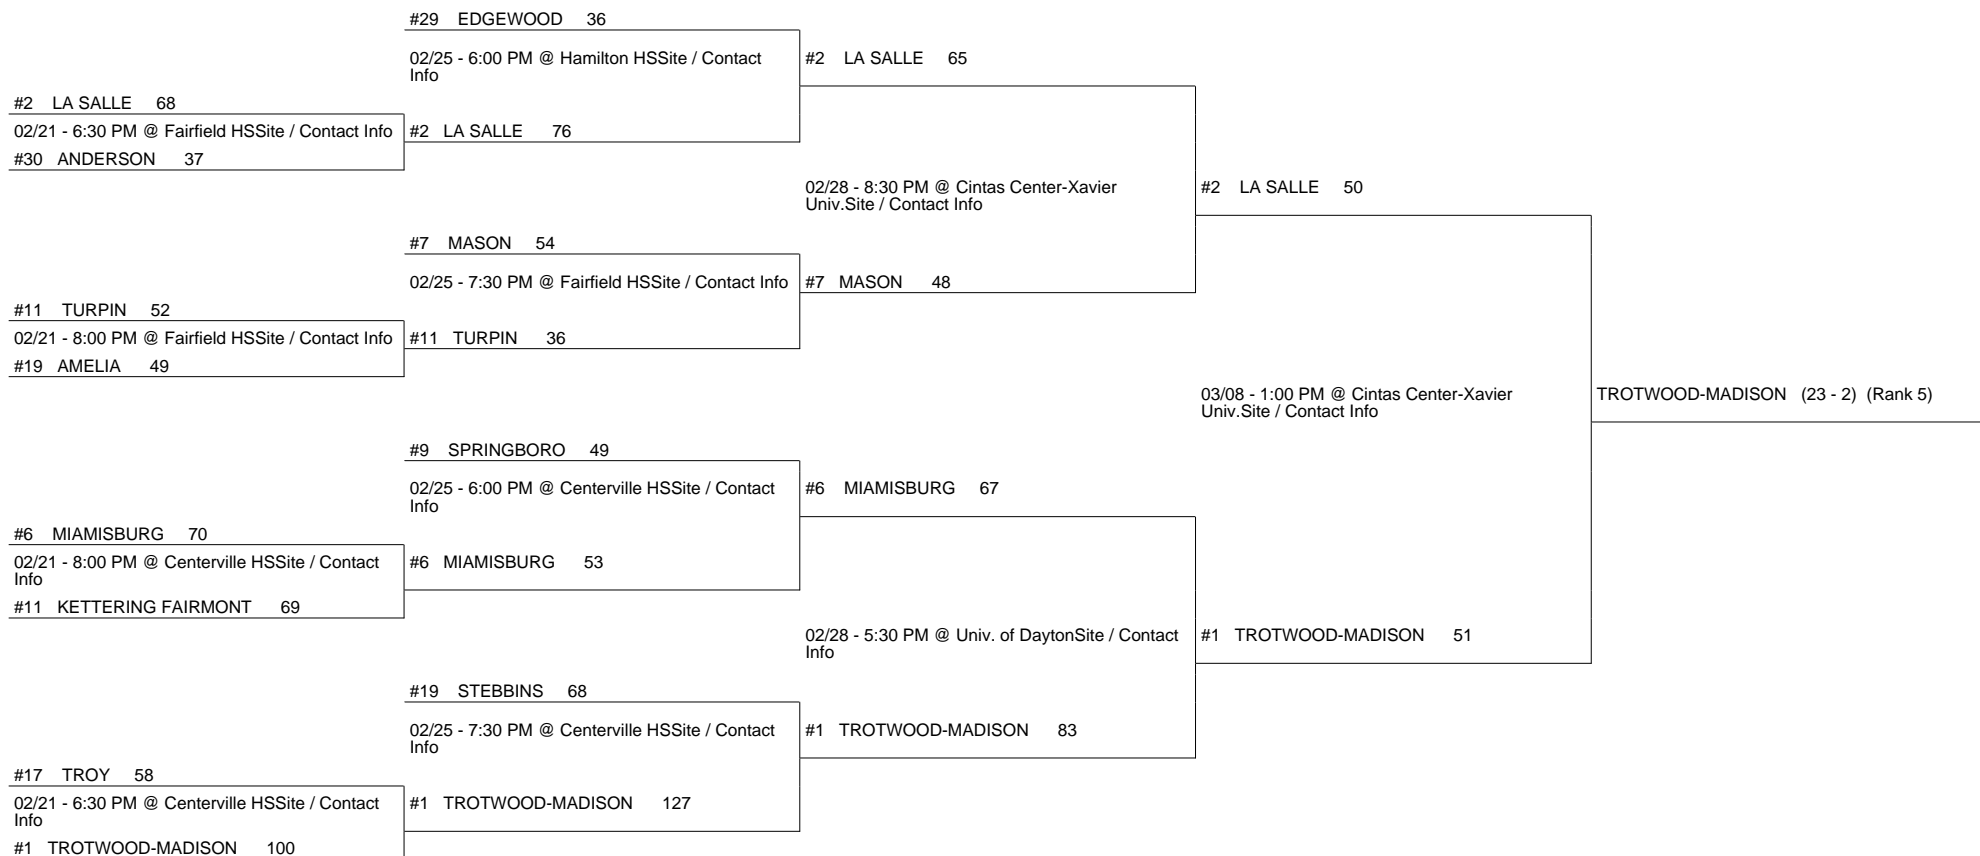 #29 EDGEWOOD 36
02/25 - 6:00 PM @ Hamilton HSSite / Contact
Info
#2 LA SALLE 65
#2 LA SALLE 68
02/21 - 6:30 PM @ Fairfield HSSite / Contact Info
#2 LA SALLE 76
#30 ANDERSON 37
02/28 - 8:30 PM @ Cintas Center-Xavier
Univ.Site / Contact Info
#2 LA SALLE 50
#7 MASON 54
02/25 - 7:30 PM @ Fairfield HSSite / Contact Info
#7 MASON 48
#11 TURPIN 52
02/21 - 8:00 PM @ Fairfield HSSite / Contact Info
#11 TURPIN 36
#19 AMELIA 49
03/08 - 1:00 PM @ Cintas Center-Xavier
Univ.Site / Contact Info
TROTWOOD-MADISON (23 - 2) (Rank 5)
#9 SPRINGBORO 49
02/25 - 6:00 PM @ Centerville HSSite / Contact
Info
#6 MIAMISBURG 67
#6 MIAMISBURG 70
02/21 - 8:00 PM @ Centerville HSSite / Contact
Info
#6 MIAMISBURG 53
#11 KETTERING FAIRMONT 69
02/28 - 5:30 PM @ Univ. of DaytonSite / Contact
Info
#1 TROTWOOD-MADISON 51
#19 STEBBINS 68
02/25 - 7:30 PM @ Centerville HSSite / Contact
Info
#1 TROTWOOD-MADISON 83
#17 TROY 58
02/21 - 6:30 PM @ Centerville HSSite / Contact
Info
#1 TROTWOOD-MADISON 127
#1 TROTWOOD-MADISON 100